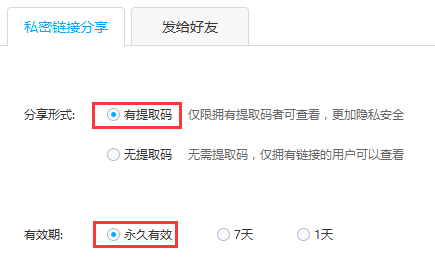 私密链接分享 发给好友
分享形式: 有提取码 仅限拥有提取码者可查看，更加隐私安全
无提取码 无需提取码，仅拥有链接的用户可以查看
有效期: 永久有效 7天 1天